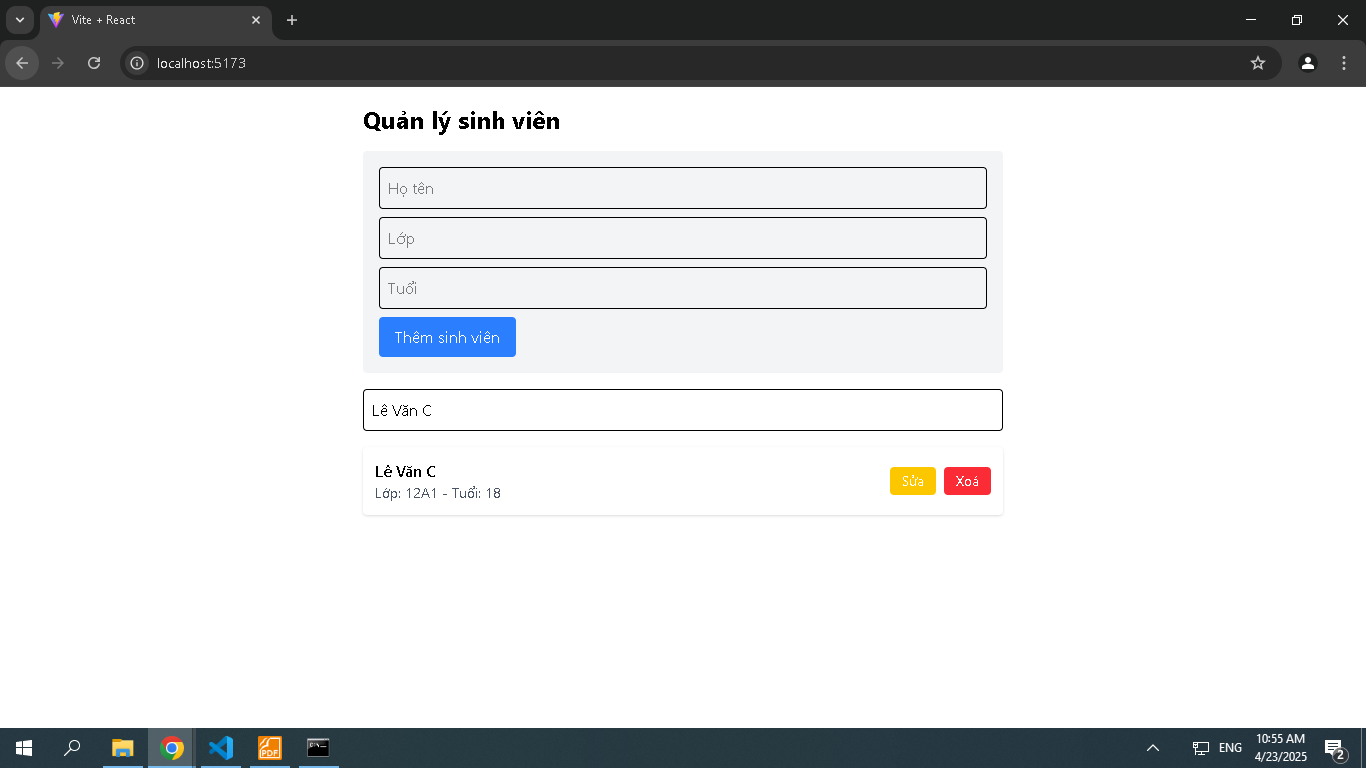 Vite + React
localhost:5173
Quản lý sinh viên
Họ tên
Lớp
Tuổi
Thêm sinh viên
Lê Văn C
Lê Văn C
Lớp: 12A1 - Tuổi: 18
Sửa
Xoá
PDF
ENG
10:55 AM
4/23/2025
2